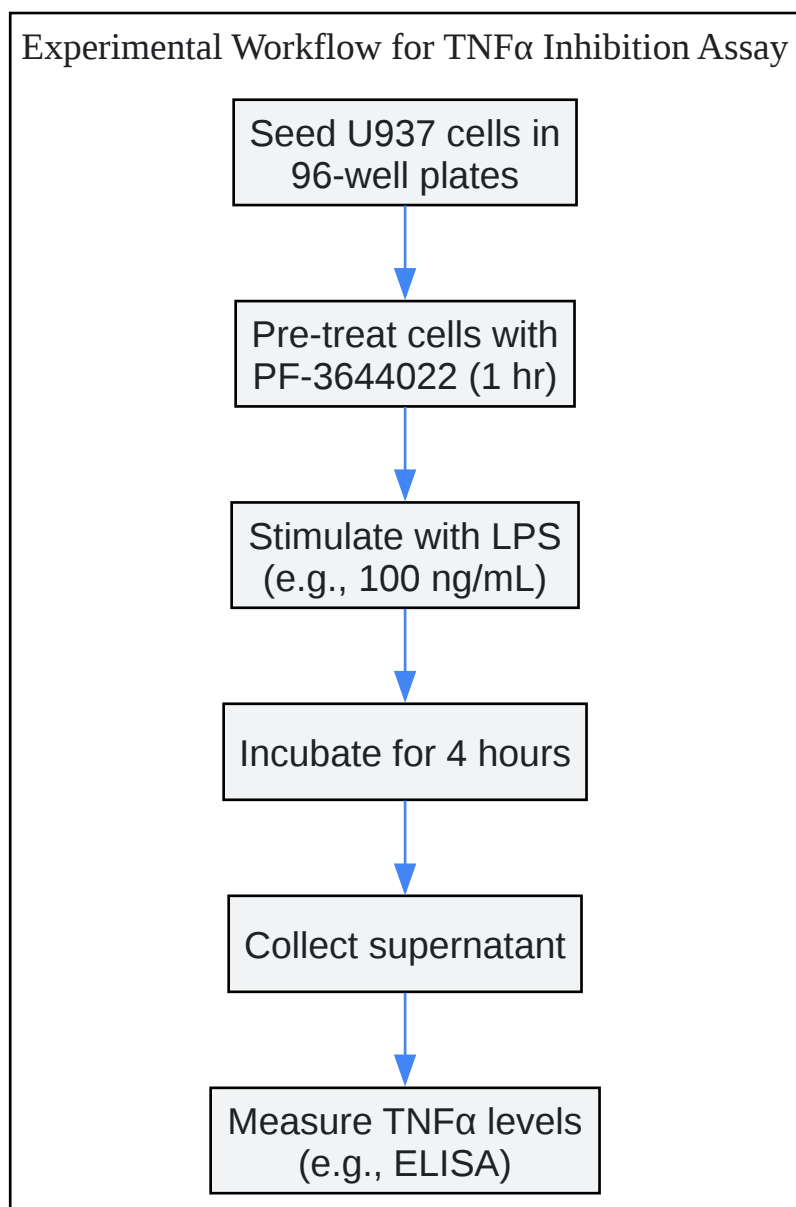 Experimental Workflow for TNFα Inhibition Assay
Seed U937 cells in
96-well plates
Pre-treat cells with
PF-3644022 (1 hr)
Stimulate with LPS
(e.g., 100 ng/mL)
Incubate for 4 hours
Collect supernatant
Measure TNFα levels
(e.g., ELISA)